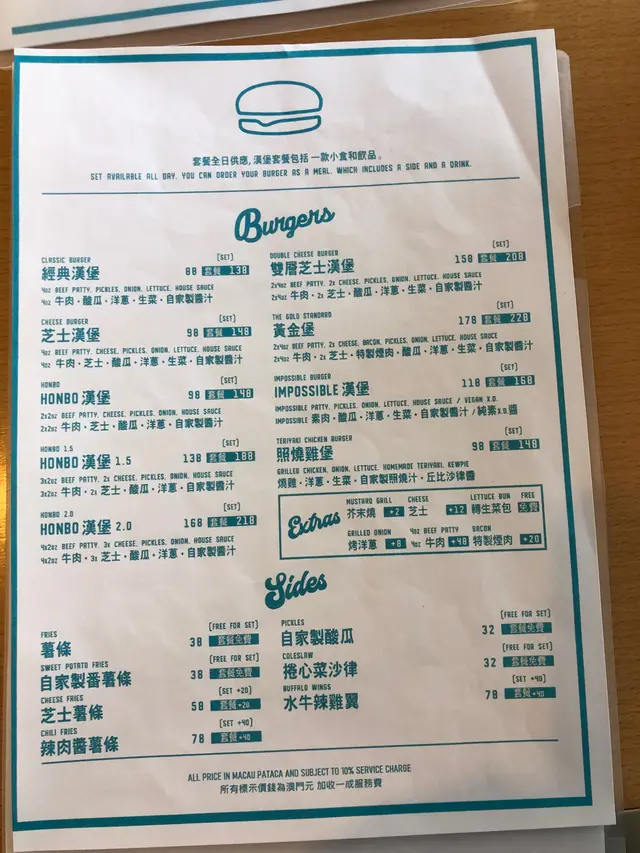 套餐全日供應, 漢堡套餐包括 一款小食和飲品。
SET AVAILABLE ALL DAY. YOU CAN ORDER YOUR BURGER AS A MEAL, WHICH INCLUDES A SIDE AND A DRINK.
Burgers
CLASSIC BURGER (SET)
經典漢堡 88 套餐 138
4oz BEEF PATTY, PICKLES, ONION, LETTUCE, HOUSE SAUCE
4oz 牛肉・酸瓜・洋蔥・生菜・自家製醬汁
CHEESE BURGER (SET)
芝士漢堡 98 套餐 148
4oz BEEF PATTY, CHEESE, PICKLES, ONION, LETTUCE, HOUSE SAUCE
4oz 牛肉・芝士・酸瓜・洋蔥・生菜・自家製醬汁
HONBO (SET)
HONBO 漢堡 98 套餐 148
2x2oz BEEF PATTY, CHEESE, PICKLES, ONION, HOUSE SAUCE
2x2oz 牛肉・芝士・酸瓜・洋蔥・自家製醬汁
HONBO 1.5 (SET)
HONBO 漢堡 1.5 138 套餐 188
3x2oz BEEF PATTY, 2x CHEESE, PICKLES, ONION, HOUSE SAUCE
3x2oz 牛肉・2x 芝士・酸瓜・洋蔥・自家製醬汁
HONBO 2.0 (SET)
HONBO 漢堡 2.0 168 套餐 218
4x2oz BEEF PATTY, 3x CHEESE, PICKLES, ONION, HOUSE SAUCE
4x2oz 牛肉・3x 芝士・酸瓜・洋蔥・自家製醬汁
DOUBLE CHEESE BURGER (SET)
雙層芝士漢堡 158 套餐 208
2x4oz BEEF PATTY, 2x CHEESE, PICKLES, ONION, LETTUCE, HOUSE SAUCE
2x4oz 牛肉・2x 芝士・酸瓜・洋蔥・生菜・自家製醬汁
THE GOLD STANDARD (SET)
黃金堡 178 套餐 228
2x4oz BEEF PATTY, 2x CHEESE, BACON, PICKLES, ONION, LETTUCE, HOUSE SAUCE
2x4oz 牛肉・2x 芝士・特製煙肉・酸瓜・洋蔥・生菜・自家製醬汁
IMPOSSIBLE BURGER (SET)
IMPOSSIBLE 漢堡 118 套餐 168
IMPOSSIBLE PATTY, PICKLES, ONION, LETTUCE, HOUSE SAUCE / VEGAN X.O.
IMPOSSIBLE 素肉・酸瓜・洋蔥・生菜・自家製醬汁 / 純素X.O.醬
TERIYAKI CHICKEN BURGER (SET)
照燒雞堡 98 套餐 148
GRILLED CHICKEN, ONION, LETTUCE, HOMEMADE TERIYAKI, KEWPIE
燒雞・洋蔥・生菜・自家製照燒汁・丘比沙律醬
Extras
MUSTARD GRILL CHEESE LETTUCE BUN FREE
芥末燒 +2 芝士 +12 轉生菜包 免費
GRILLED ONION 4oz BEEF PATTY BACON
烤洋蔥 +8 4oz 牛肉 +48 特製煙肉 +20
Sides
FRIES (FREE FOR SET)
薯條 38 套餐免費
SWEET POTATO FRIES (FREE FOR SET)
自家製番薯條 38 套餐免費
CHEESE FRIES (SET +20)
芝士薯條 58 套餐+20
CHILI FRIES (SET +40)
辣肉醬薯條 78 套餐+40
PICKLES (FREE FOR SET)
自家製酸瓜 32 套餐免費
COLESLAW (FREE FOR SET)
捲心菜沙律 32 套餐免費
BUFFALO WINGS (SET +40)
水牛辣雞翼 78 套餐+40
ALL PRICE IN MACAU PATACA AND SUBJECT TO 10% SERVICE CHARGE
所有標示價錢為澳門元 加收一成服務費